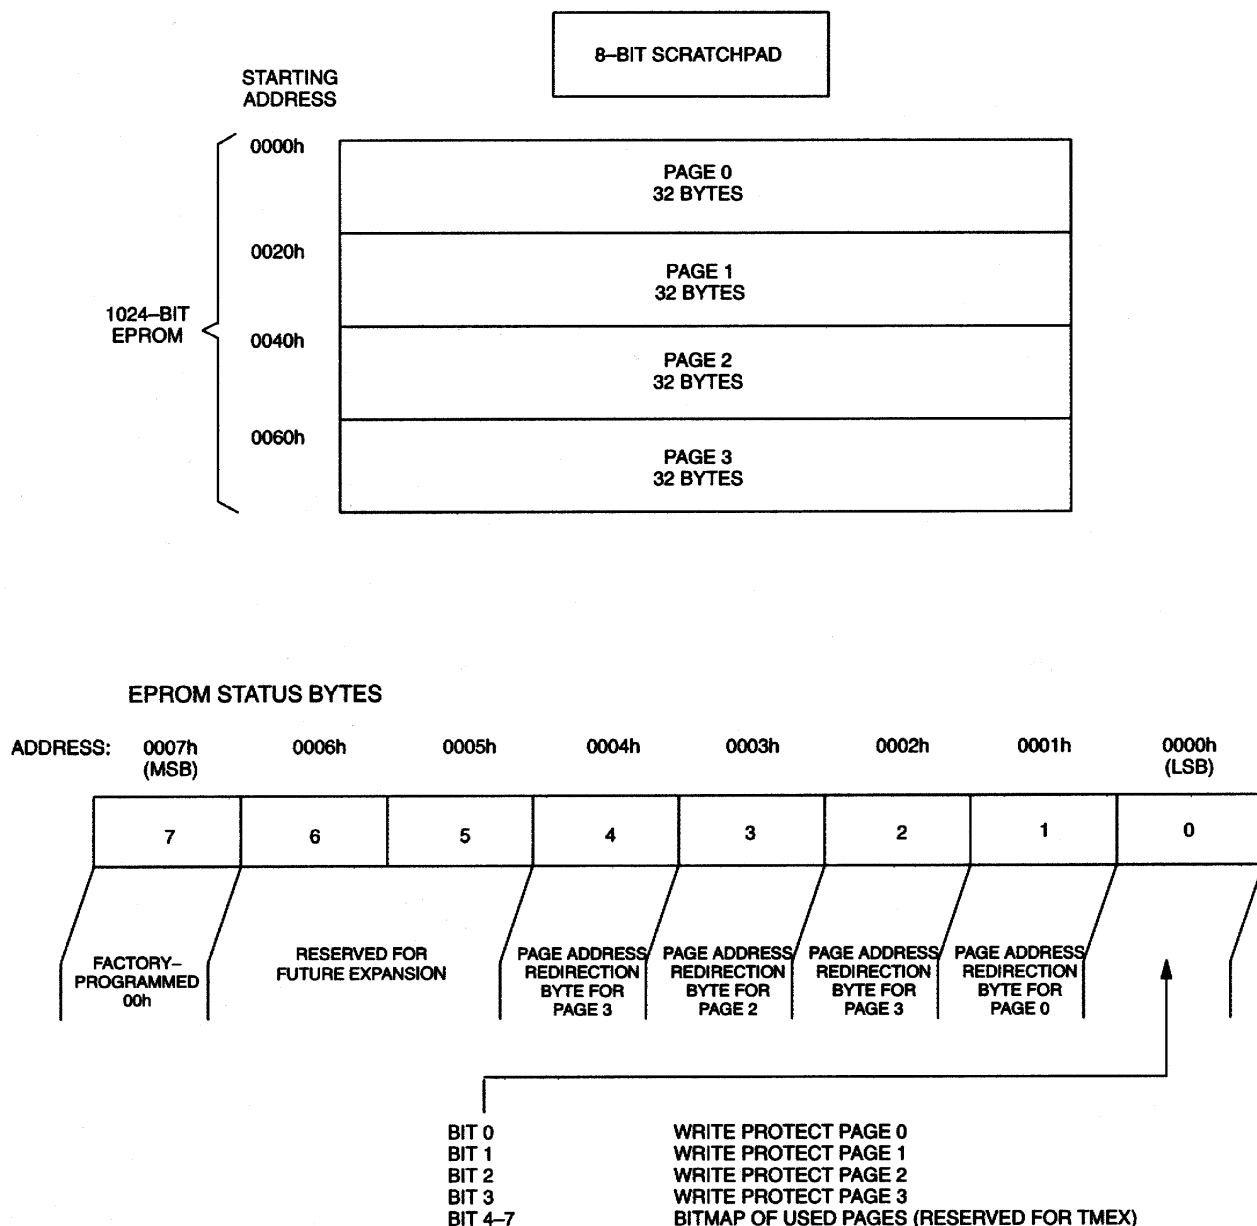 8–BIT SCRATCHPAD
STARTING
ADDRESS
0000h
PAGE 0
32 BYTES
0020h
PAGE 1
32 BYTES
1024–BIT
EPROM
0040h
PAGE 2
32 BYTES
0060h
PAGE 3
32 BYTES
EPROM STATUS BYTES
ADDRESS: 0007h 0006h 0005h 0004h 0003h 0002h 0001h 0000h
(MSB) (LSB)
7 6 5 4 3 2 1 0
FACTORY–
PROGRAMMED
00h
RESERVED FOR
FUTURE EXPANSION
PAGE ADDRESS
REDIRECTION
BYTE FOR
PAGE 3
PAGE ADDRESS
REDIRECTION
BYTE FOR
PAGE 2
PAGE ADDRESS
REDIRECTION
BYTE FOR
PAGE 3
PAGE ADDRESS
REDIRECTION
BYTE FOR
PAGE 0
BIT 0 WRITE PROTECT PAGE 0
BIT 1 WRITE PROTECT PAGE 1
BIT 2 WRITE PROTECT PAGE 2
BIT 3 WRITE PROTECT PAGE 3
BIT 4–7 BITMAP OF USED PAGES (RESERVED FOR TMEX)